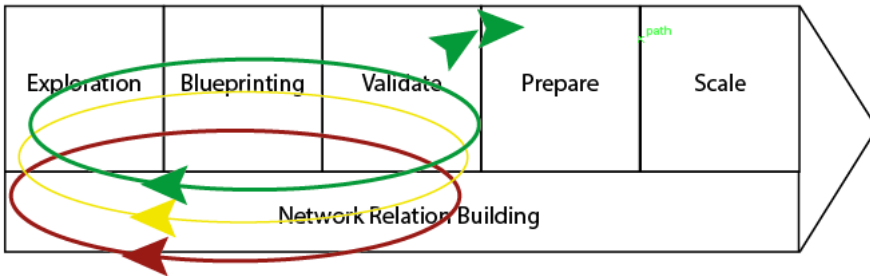 Exploration
Blueprinting
Validate
Prepare
Scale
path
Network Relation Building